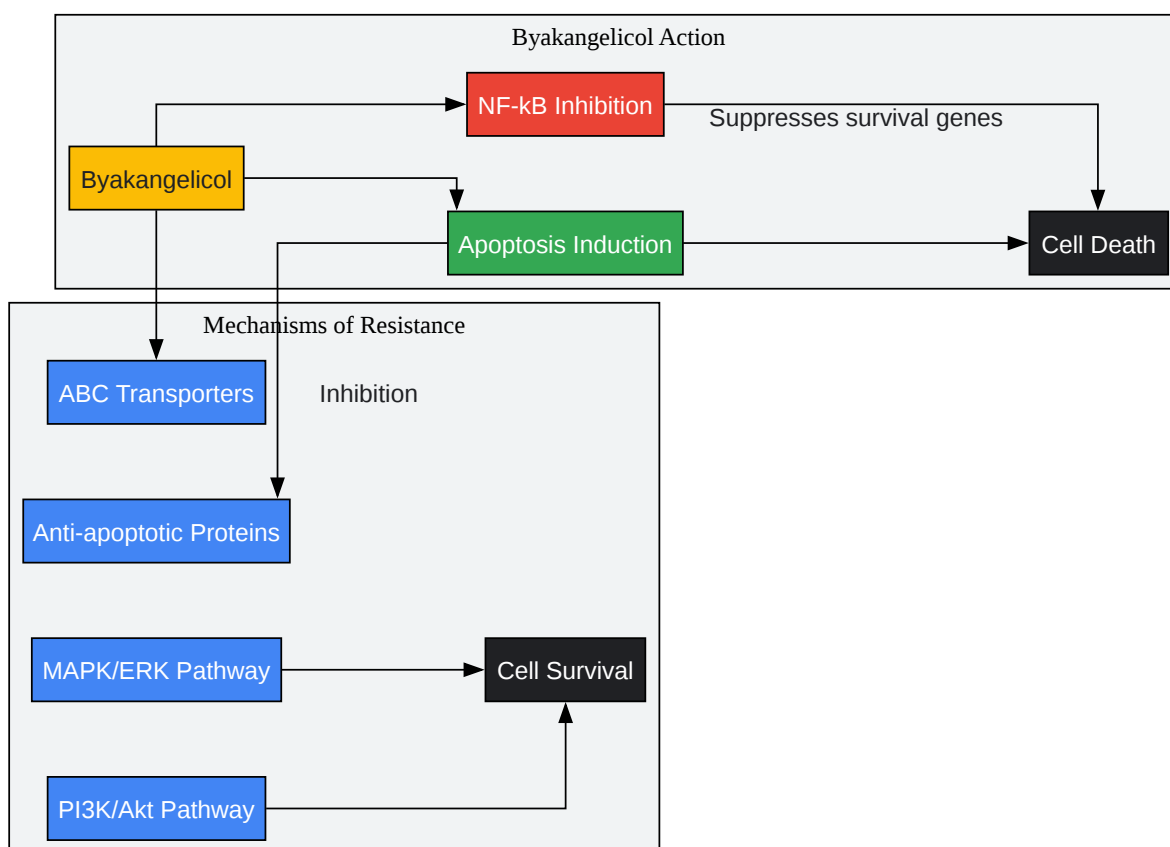 Byakangelicol Action
NF-kB Inhibition
Suppresses survival genes
Byakangelicol
Apoptosis Induction
Cell Death
Mechanisms of Resistance
ABC Transporters
Inhibition
Anti-apoptotic Proteins
MAPK/ERK Pathway
Cell Survival
PI3K/Akt Pathway